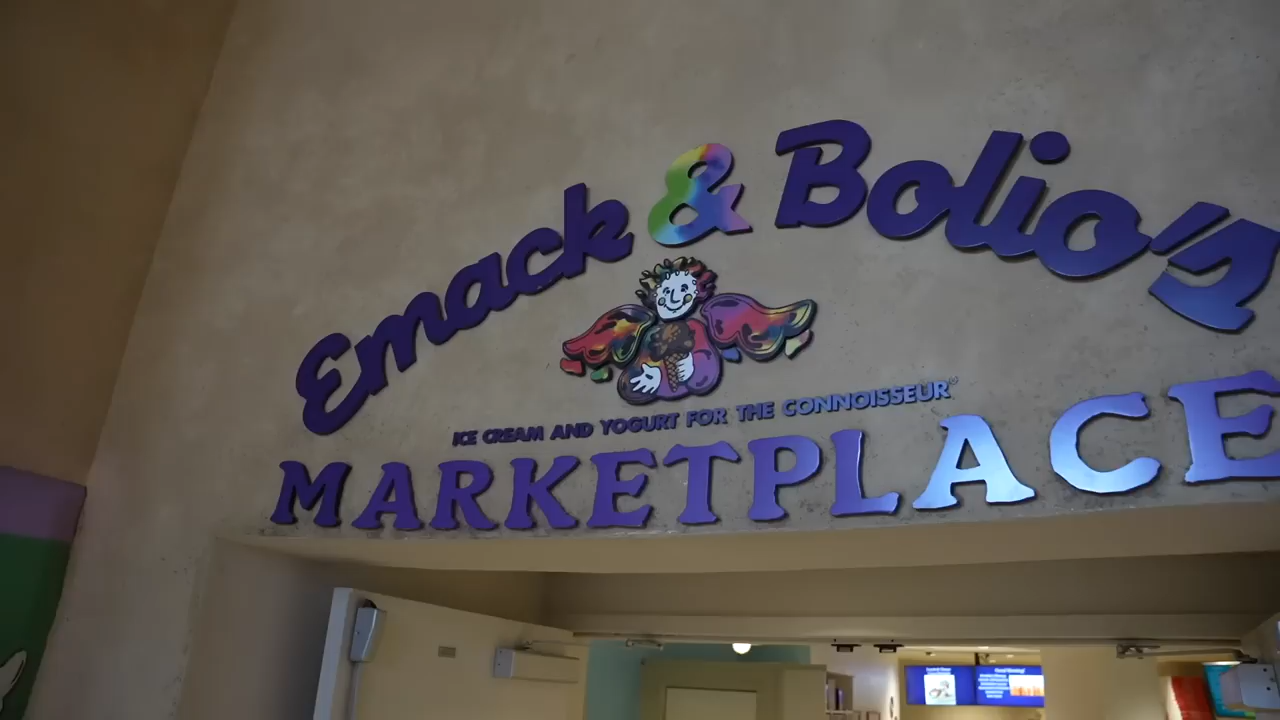 Emack & Bolio's
ICE CREAM AND YOGURT FOR THE CONNOISSEUR
MARKETPLACE